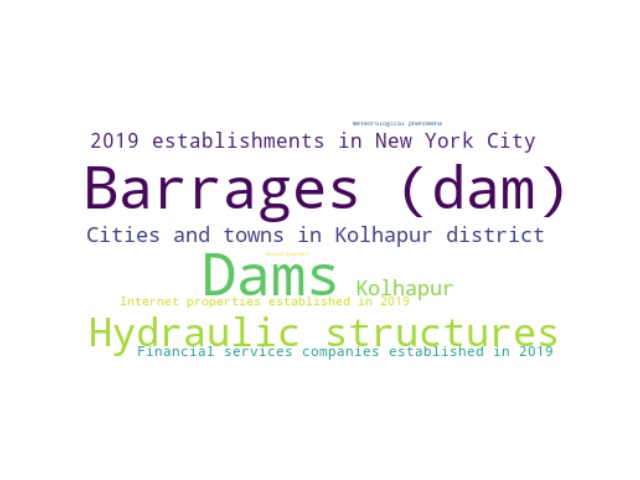 Meteorological phenomena
2019 establishments in New York City
Barrages (dam)
Cities and towns in Kolhapur district
Dams
Kolhapur
Internet properties established in 2019
Hydraulic structures
Financial services companies established in 2019